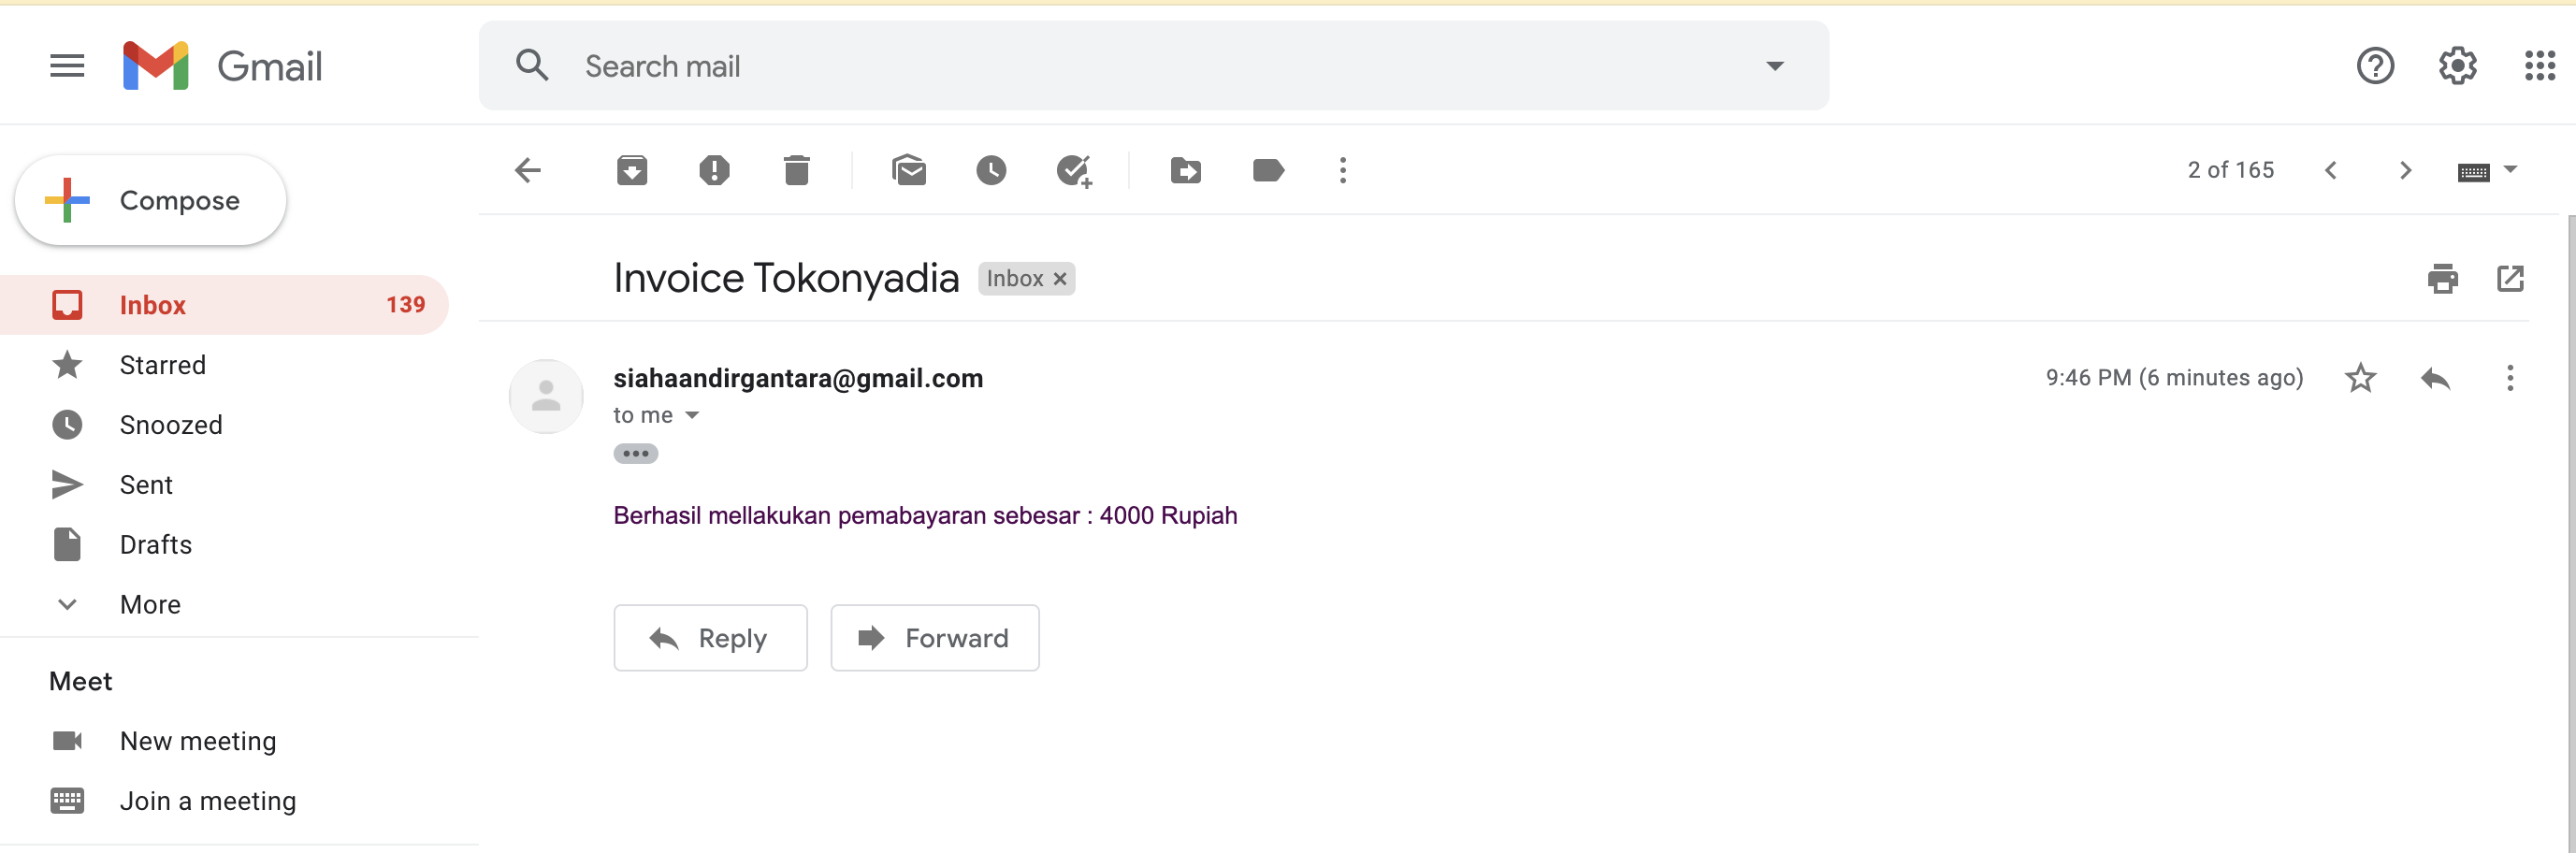 Gmail
Search mail
Compose
2 of 165
Inbox 139
Starred
Snoozed
Sent
Drafts
More
Meet
New meeting
Join a meeting
Invoice Tokonyadia
Inbox ×
siahaandirgantara@gmail.com
9:46 PM (6 minutes ago)
to me
Berhasil mellakukan pemabayaran sebesar : 4000 Rupiah
Reply
Forward